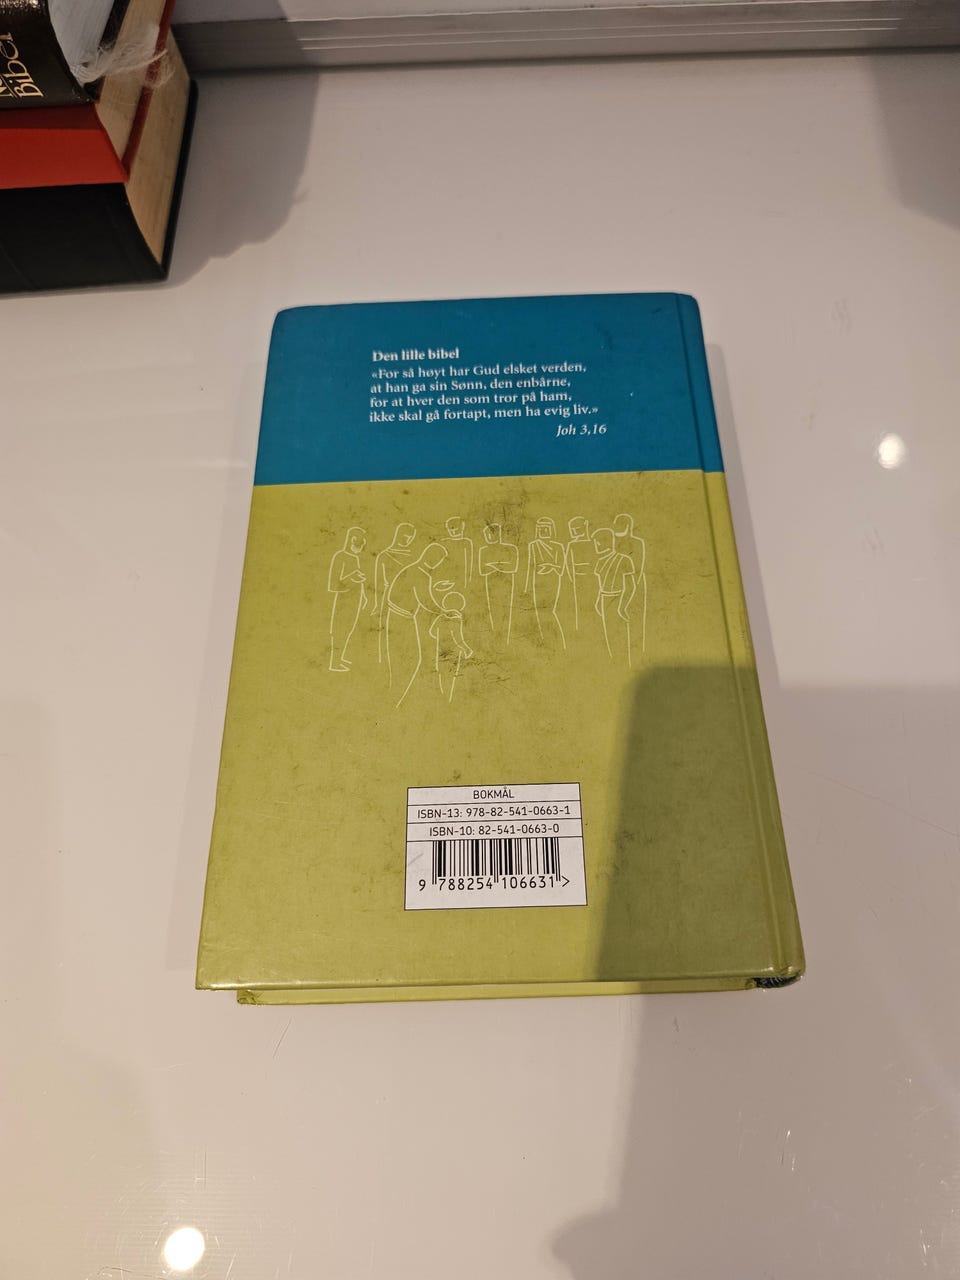 Bibel
Den lille bibel
«For så høyt har Gud elsket verden,
at han ga sin Sønn, den enbårne,
for at hver den som tror på ham,
ikke skal gå fortapt, men ha evig liv.»
Joh 3,16
BOKMÅL
ISBN-13: 978-82-541-0663-1
ISBN-10: 82-541-0663-0
9 788254 106631 >